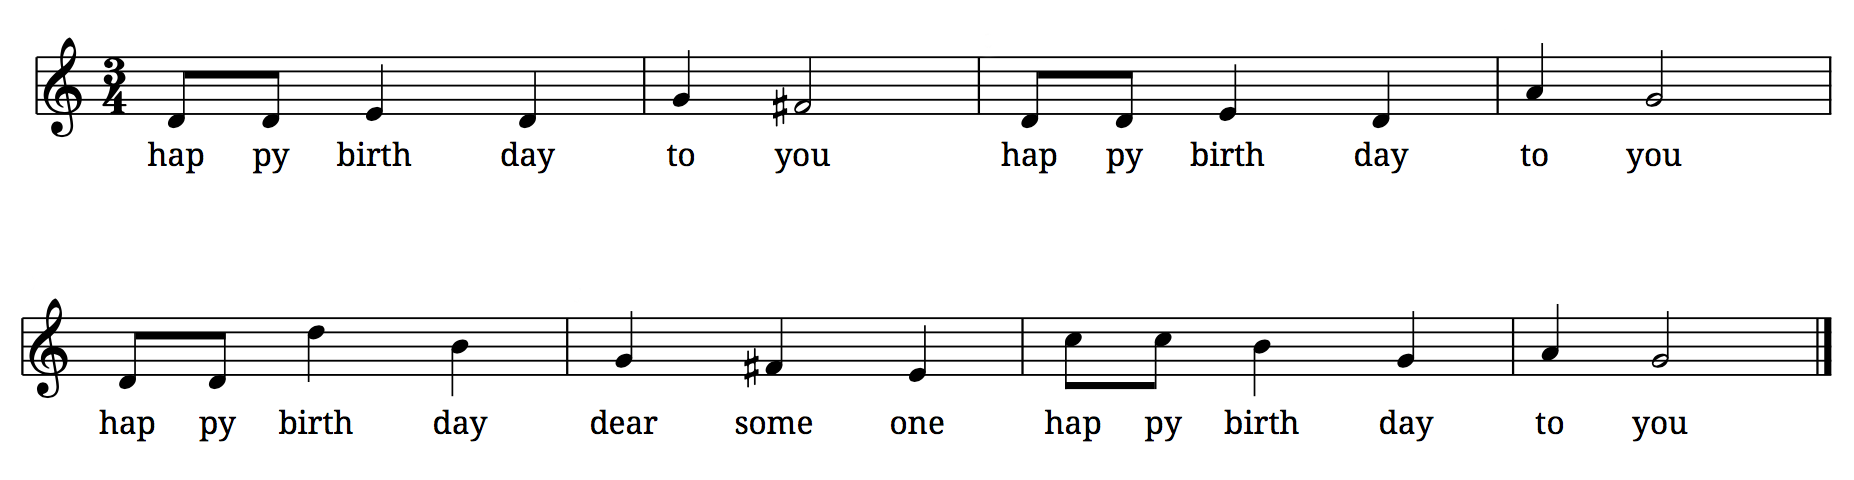 3
4
hap py birth day to you hap py birth day to you
hap py birth day dear some one hap py birth day to you